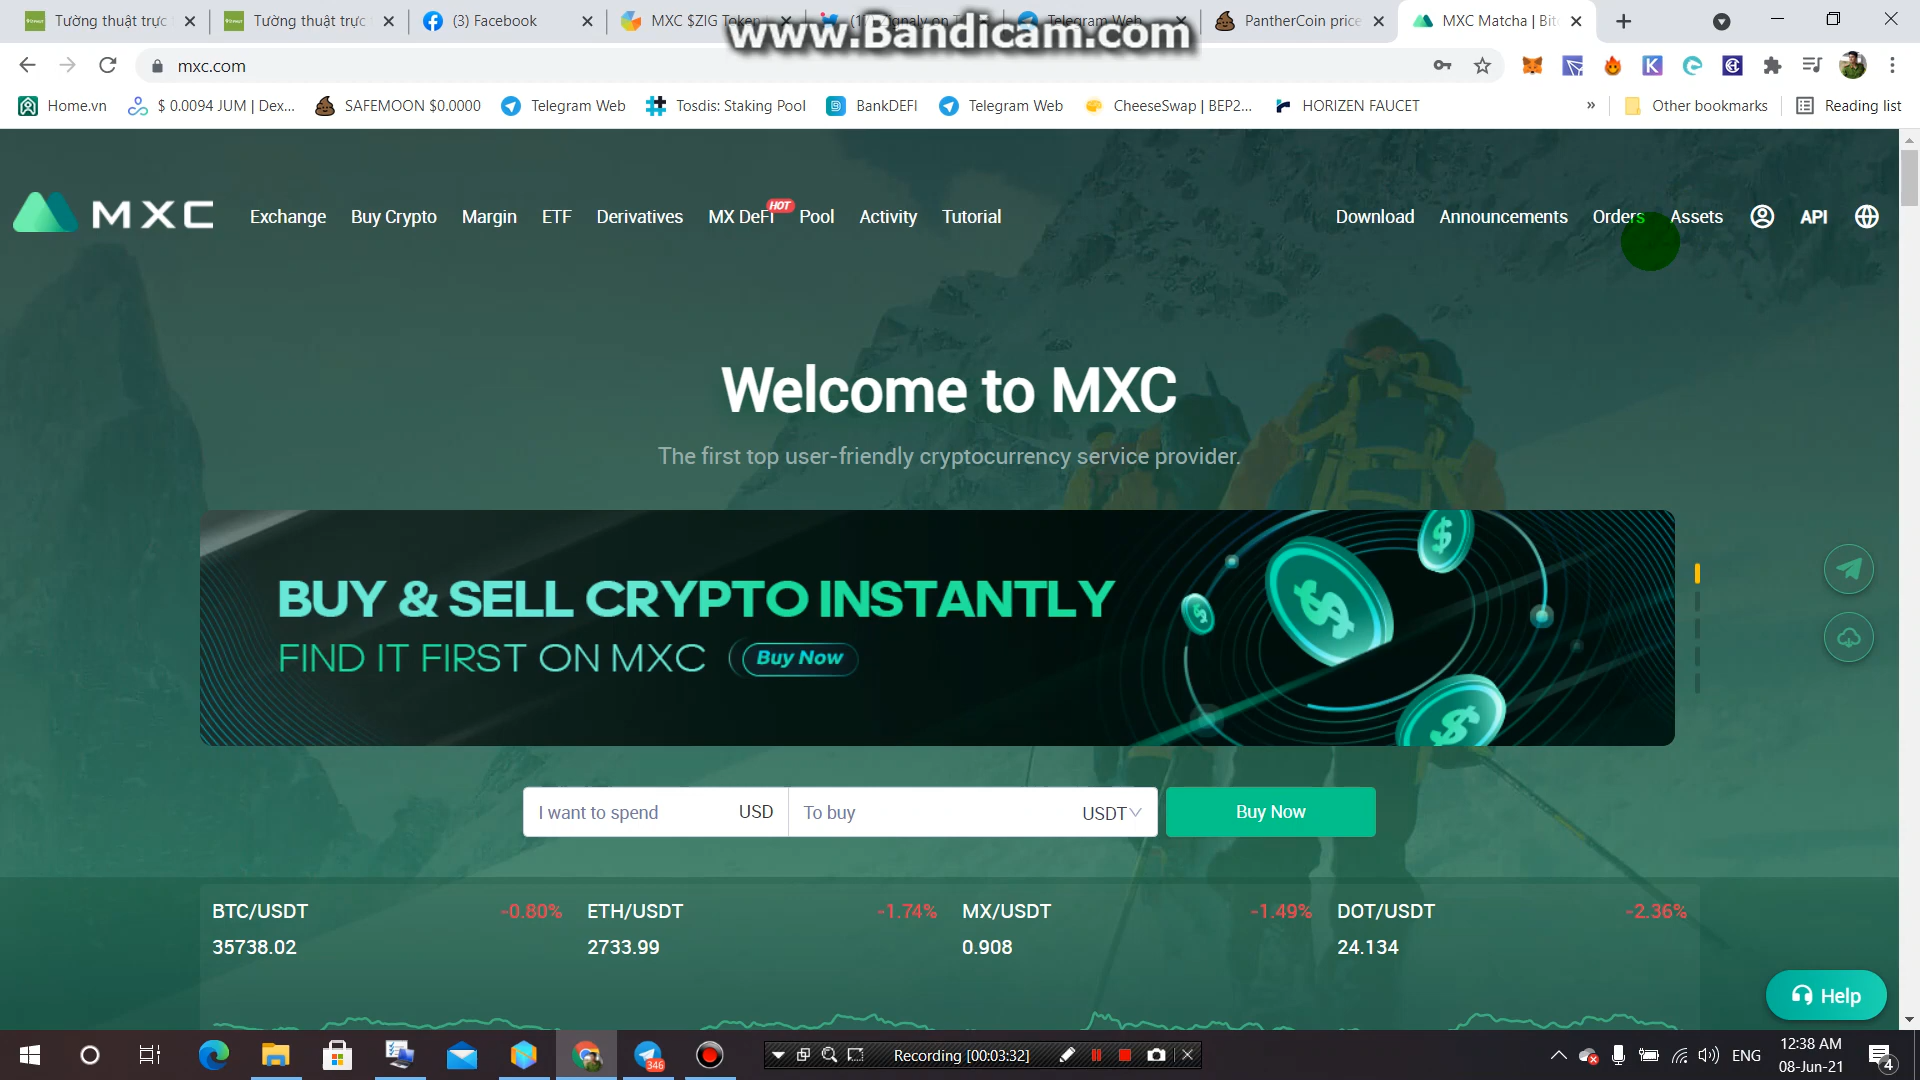 Tường thuật trực
Tường thuật trực
(3) Facebook
MXC $ZIG Token
Telegram Web
PantherCoin price
MXC Matcha | Bit
www.Bandicam.com
mxc.com
Home.vn
$ 0.0094 JUM | Dex...
SAFEMOON $0.0000
Telegram Web
Tosdis: Staking Pool
BankDEFI
Telegram Web
CheeseSwap | BEP2...
HORIZEN FAUCET
»
Other bookmarks
Reading list
MXC
Exchange
Buy Crypto
Margin
ETF
Derivatives
MX DeFi
HOT
Pool
Activity
Tutorial
Download
Announcements
Orders
Assets
API
Welcome to MXC
The first top user-friendly cryptocurrency service provider.
BUY & SELL CRYPTO INSTANTLY
FIND IT FIRST ON MXC
Buy Now
I want to spend
USD
To buy
USDT
Buy Now
BTC/USDT
-0.80%
ETH/USDT
-1.74%
MX/USDT
-1.49%
DOT/USDT
-2.36%
35738.02
2733.99
0.908
24.134
Help
346
Recording [00:03:32]
ENG
12:38 AM
08-Jun-21
4